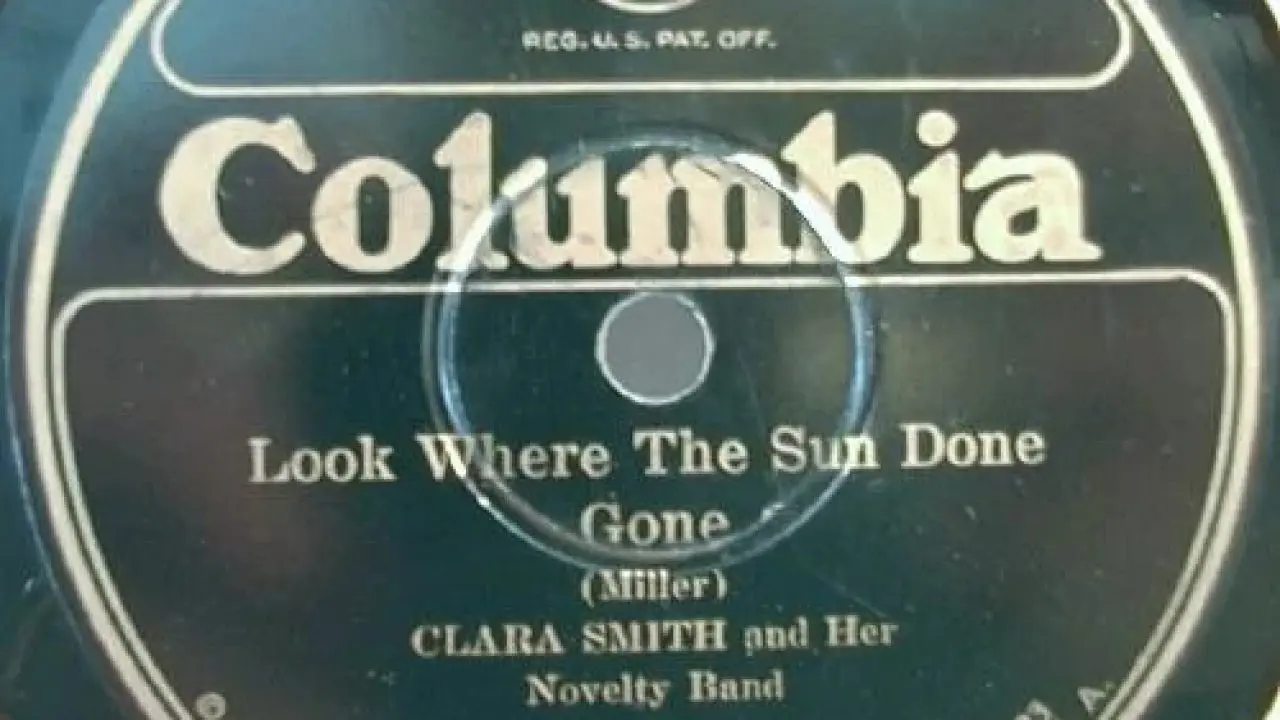 REG. U. S. PAT. OFF.
Columbia
Look Where The Sun Done
Gone
(Miller)
CLARA SMITH and Her
Novelty Band
A.